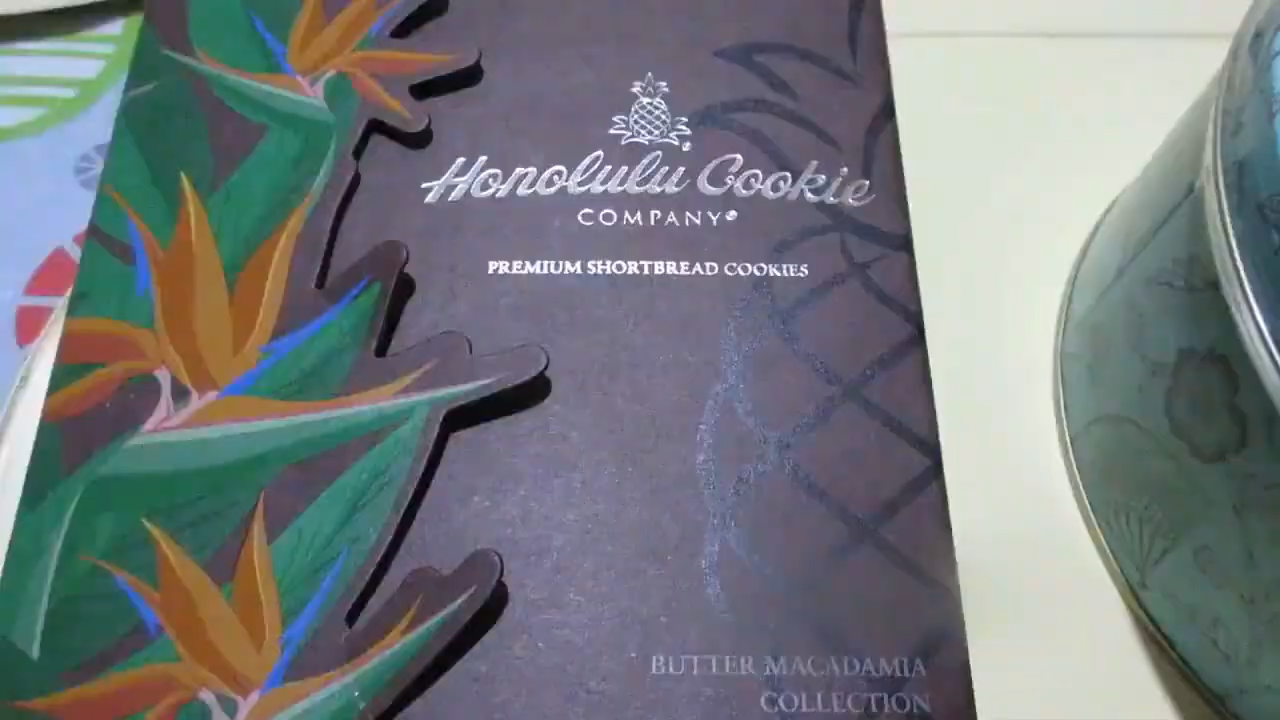 Honolulu Cookie
COMPANY®
PREMIUM SHORTBREAD COOKIES
BUTTER MACADAMIA
COLLECTION